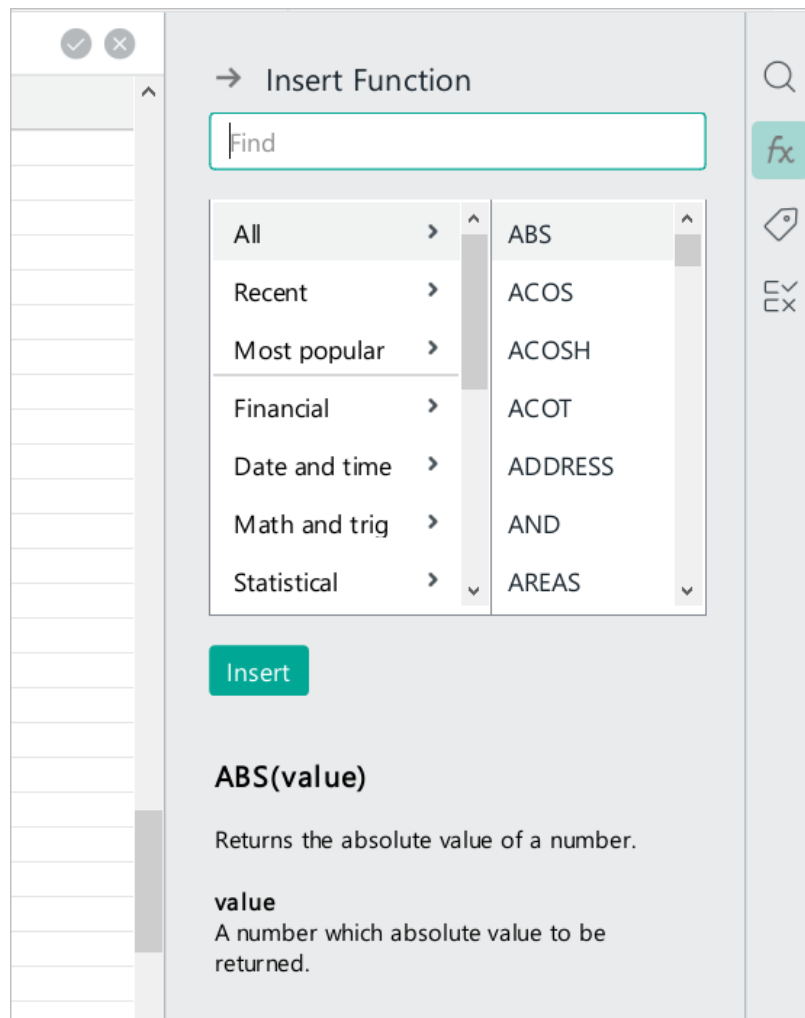 Insert Function
Find
All
Recent
Most popular
Financial
Date and time
Math and trig
Statistical
ABS
ACOS
ACOSH
ACOT
ADDRESS
AND
AREAS
fx
Insert
ABS(value)
Returns the absolute value of a number.
value
A number which absolute value to be
returned.